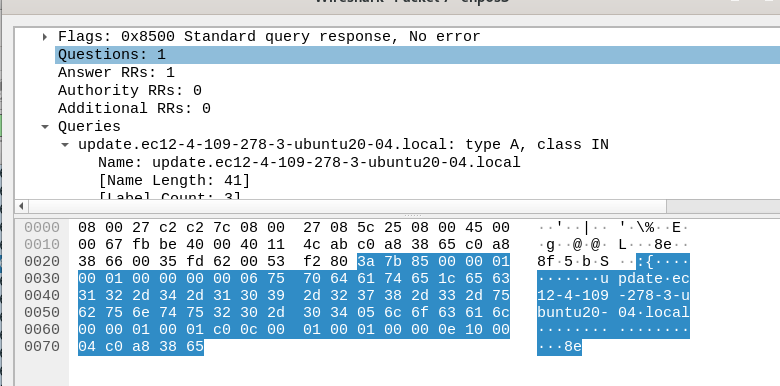 Flags: 0x8500 Standard query response, No error
Questions: 1
Answer RRs: 1
Authority RRs: 0
Additional RRs: 0
Queries
update.ec12-4-109-278-3-ubuntu20-04.local: type A, class IN
Name: update.ec12-4-109-278-3-ubuntu20-04.local
[Name Length: 41]
[Label Count: 3]
0000 08 00 27 c2 c2 7c 08 00 27 08 5c 25 08 00 45 00 ··'··|·· '·\%··E·
0010 00 67 fb be 40 00 40 11 4c ab c0 a8 38 65 c0 a8 ·g··@·@· L···8e··
0020 38 66 00 35 fd 62 00 53 f2 80 3a 7b 85 00 00 01 8f·5·b·S ··:{····
0030 00 01 00 00 00 00 06 75 70 64 61 74 65 1c 65 63 ·······u pdate·ec
0040 31 32 2d 34 2d 31 30 39 2d 32 37 38 2d 33 2d 75 12-4-109 -278-3-u
0050 62 75 6e 74 75 32 30 2d 30 34 05 6c 6f 63 61 6c buntu20- 04·local
0060 00 00 01 00 01 c0 0c 00 01 00 01 00 00 0e 10 00 ········ ········
0070 04 c0 a8 38 65 ···8e